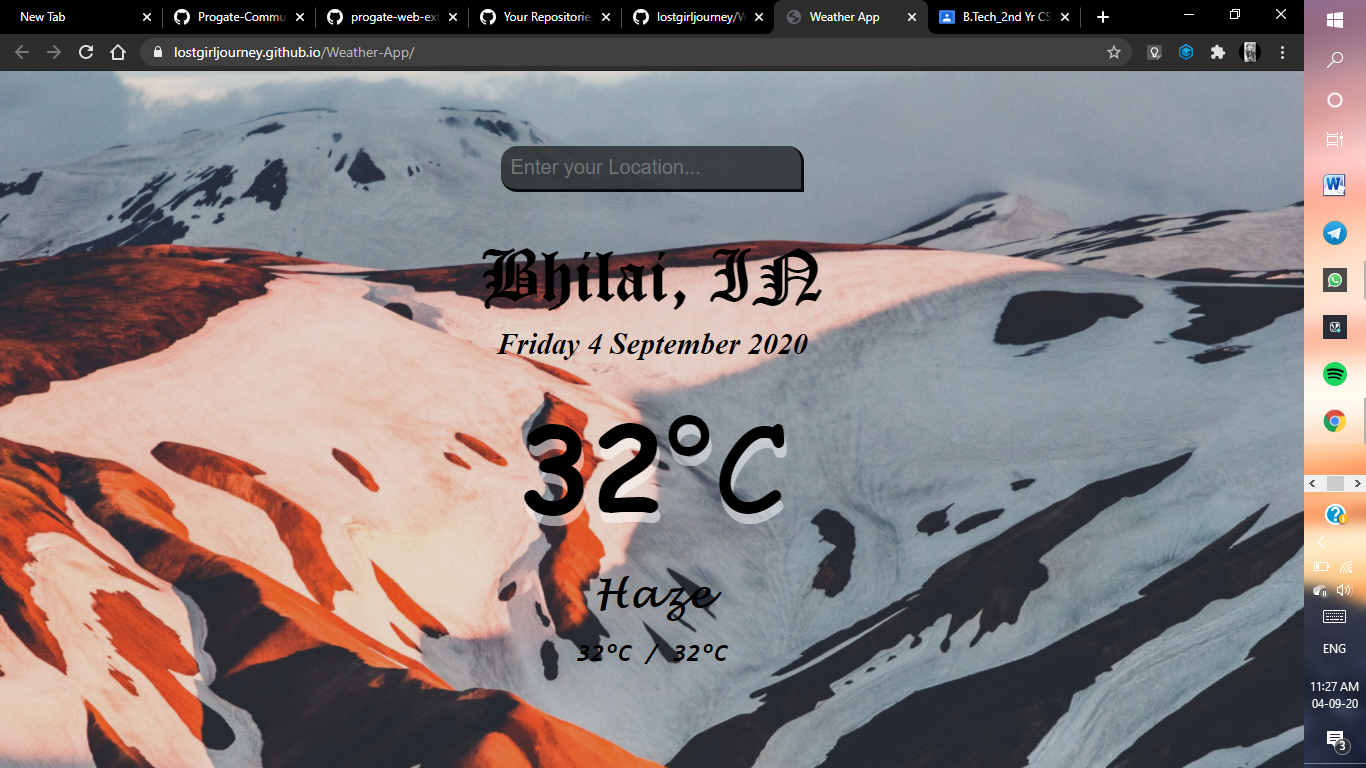 New Tab
Progate-Commu
progate-web-ext
Your Repositories
lostgirljourney/W
Weather App
B.Tech_2nd Yr CS
lostgirljourney.github.io/Weather-App/
Enter your Location...
Bhilai, IN
Friday 4 September 2020
32°C
Haze
32°C / 32°C
ENG
11:27 AM
04-09-20
3